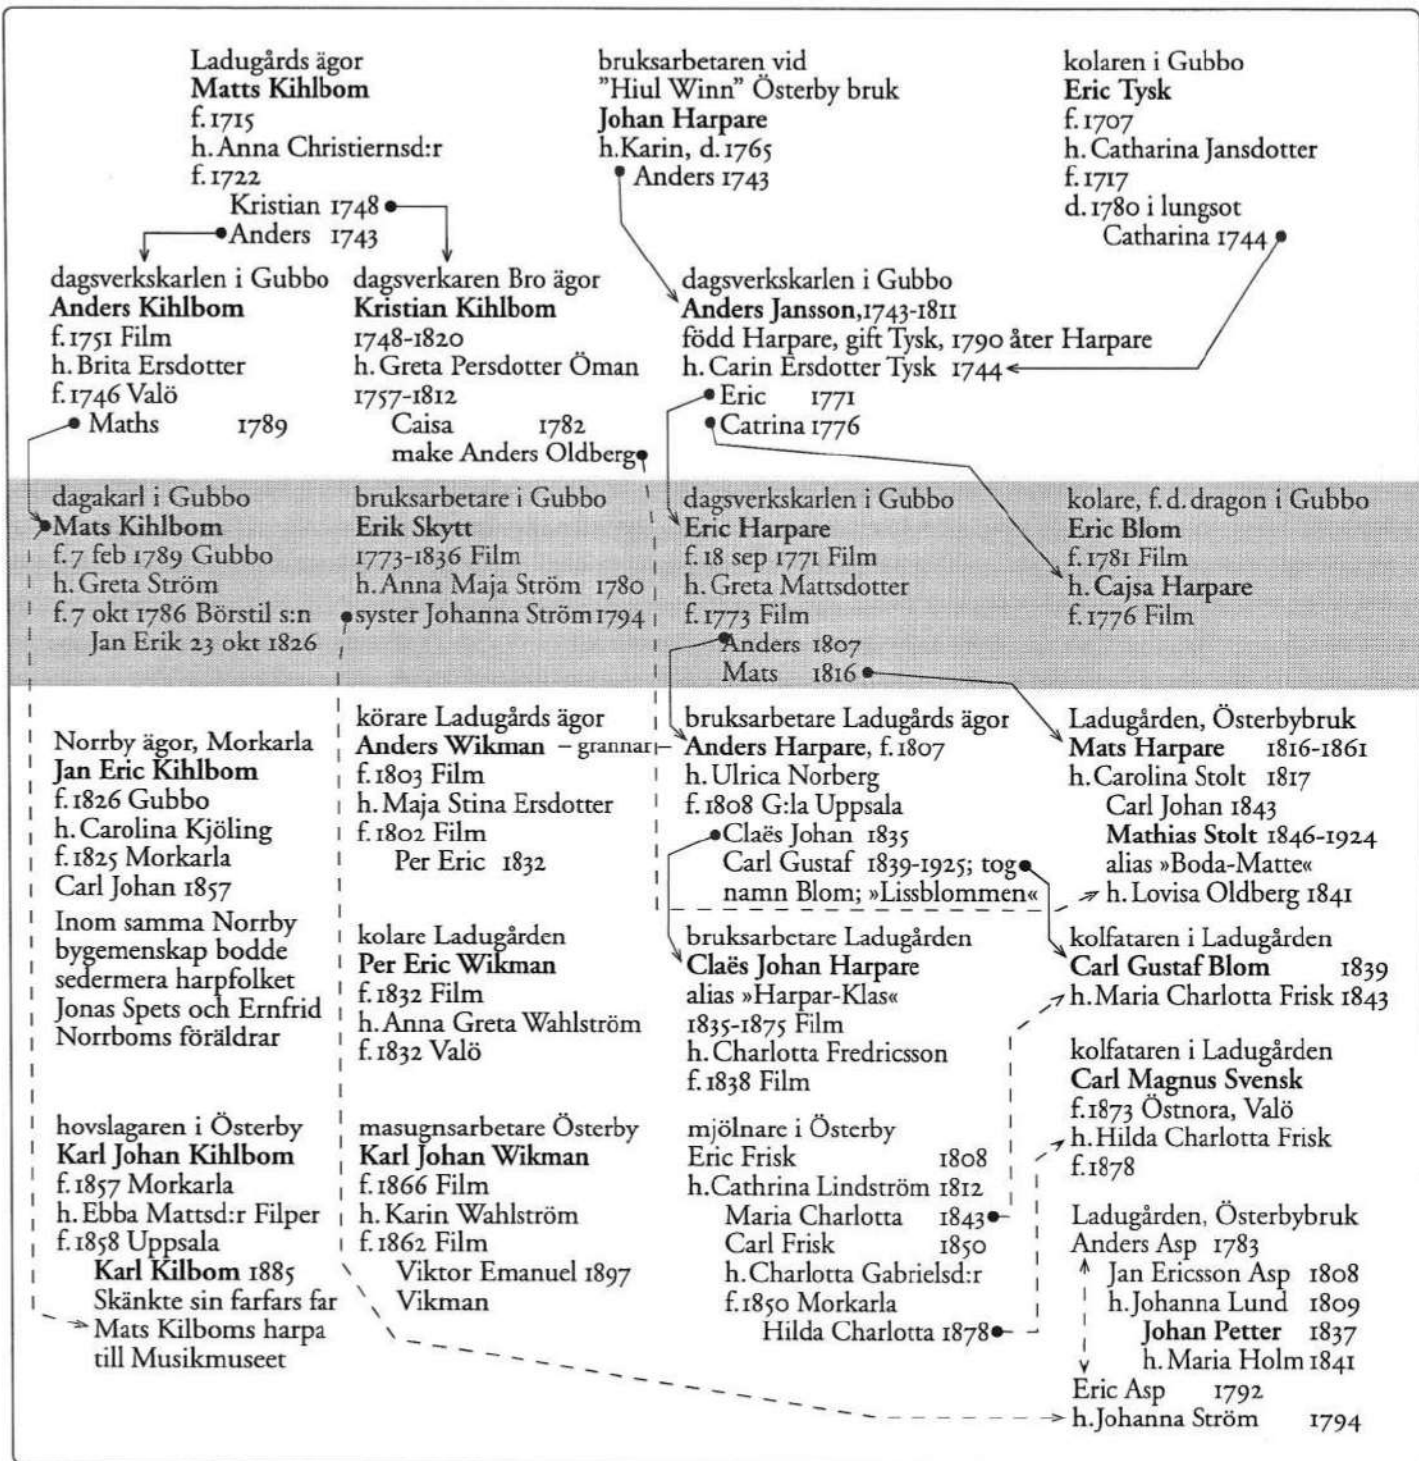 Ladugårds ägor
Matts Kihlbom
f.1715
h.Anna Christiernsd:r
f.1722
Kristian 1748
Anders 1743
bruksarbetaren vid
”Hiul Winn” Österby bruk
Johan Harpare
h.Karin, d.1765
Anders 1743
kolaren i Gubbo
Eric Tysk
f.1707
h. Catharina Jansdotter
f.1717
d.1780 i lungsot
Catharina 1744
dagsverkskarlen i Gubbo
Anders Kihlbom
f.1751 Film
h.Brita Ersdotter
f.1746 Valö
Maths 1789
dagsverkaren Bro ägor
Kristian Kihlbom
1748-1820
h.Greta Persdotter Öman
1757-1812
Caisa 1782
make Anders Oldberg
dagsverkskarlen i Gubbo
Anders Jansson,1743-1811
född Harpare, gift Tysk, 1790 åter Harpare
h. Carin Ersdotter Tysk 1744
Eric 1771
Catrina 1776
dagakarl i Gubbo
Mats Kihlbom
f.7 feb 1789 Gubbo
h.Greta Ström
f.7 okt 1786 Börstil s:n
Jan Erik 23 okt 1826
bruksarbetare i Gubbo
Erik Skytt
1773-1836 Film
h.Anna Maja Ström 1780
syster Johanna Ström 1794
dagsverkskarlen i Gubbo
Eric Harpare
f.18 sep 1771 Film
h.Greta Mattsdotter
f.1773 Film
Anders 1807
Mats 1816
kolare, f.d.dragon i Gubbo
Eric Blom
f.1781 Film
h. Cajsa Harpare
f.1776 Film
Norrby ägor, Morkarla
Jan Eric Kihlbom
f.1826 Gubbo
h. Carolina Kjöling
f.1825 Morkarla
Carl Johan 1857
Inom samma Norrby
bygemenskap bodde
sedermera harpfolket
Jonas Spets och Ernfrid
Norrboms föräldrar
körare Ladugårds ägor
Anders Wikman – grannar –
f.1803 Film
h.Maja Stina Ersdotter
f.1802 Film
Per Eric 1832
bruksarbetare Ladugårds ägor
Anders Harpare, f.1807
h.Ulrica Norberg
f.1808 G:la Uppsala
Claës Johan 1835
Carl Gustaf 1839-1925; tog
namn Blom; »Lissblommen«
Ladugården, Österbybruk
Mats Harpare 1816-1861
h.Carolina Stolt 1817
Carl Johan 1843
Mathias Stolt 1846-1924
alias »Boda-Matte«
h. Lovisa Oldberg 1841
kolare Ladugården
Per Eric Wikman
f.1832 Film
h.Anna Greta Wahlström
f.1832 Valö
bruksarbetare Ladugården
Claës Johan Harpare
alias »Harpar-Klas«
1835-1875 Film
h. Charlotta Fredricsson
f.1838 Film
kolfataren i Ladugården
Carl Gustaf Blom 1839
h.Maria Charlotta Frisk 1843
kolfataren i Ladugården
Carl Magnus Svensk
f.1873 Östnora, Valö
h.Hilda Charlotta Frisk
f.1878
hovslagaren i Österby
Karl Johan Kihlbom
f.1857 Morkarla
h.Ebba Mattsd:r Filper
f.1858 Uppsala
Karl Kilbom 1885
Skänkte sin farfars far
Mats Kilboms harpa
till Musikmuseet
masugnsarbetare Österby
Karl Johan Wikman
f.1866 Film
h.Karin Wahlström
f.1862 Film
Viktor Emanuel 1897
Vikman
mjölnare i Österby
Eric Frisk 1808
h.Cathrina Lindström 1812
Maria Charlotta 1843
Carl Frisk 1850
h.Charlotta Gabrielsd:r
f.1850 Morkarla
Hilda Charlotta 1878
Ladugården, Österbybruk
Anders Asp 1783
Jan Ericsson Asp 1808
h.Johanna Lund 1809
Johan Petter 1837
h. Maria Holm 1841
Eric Asp 1792
h.Johanna Ström 1794